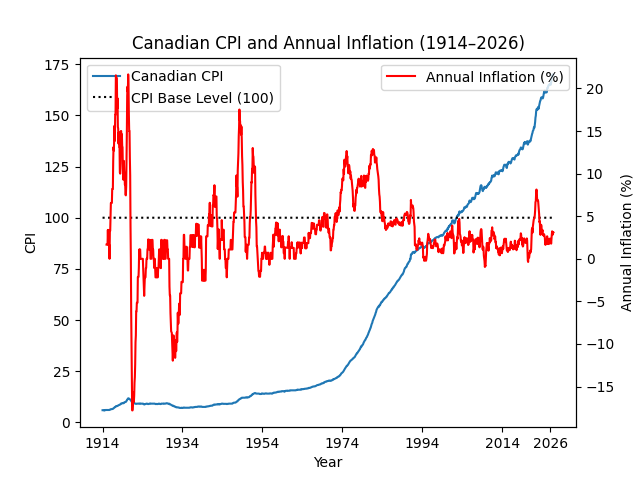 Canadian CPI and Annual Inflation (1914–2026)
Canadian CPI
CPI Base Level (100)
Annual Inflation (%)
175
150
125
100
75
50
25
0
CPI
20
15
10
5
0
−5
−10
−15
Annual Inflation (%)
1914 1934 1954 1974 1994 2014 2026
Year